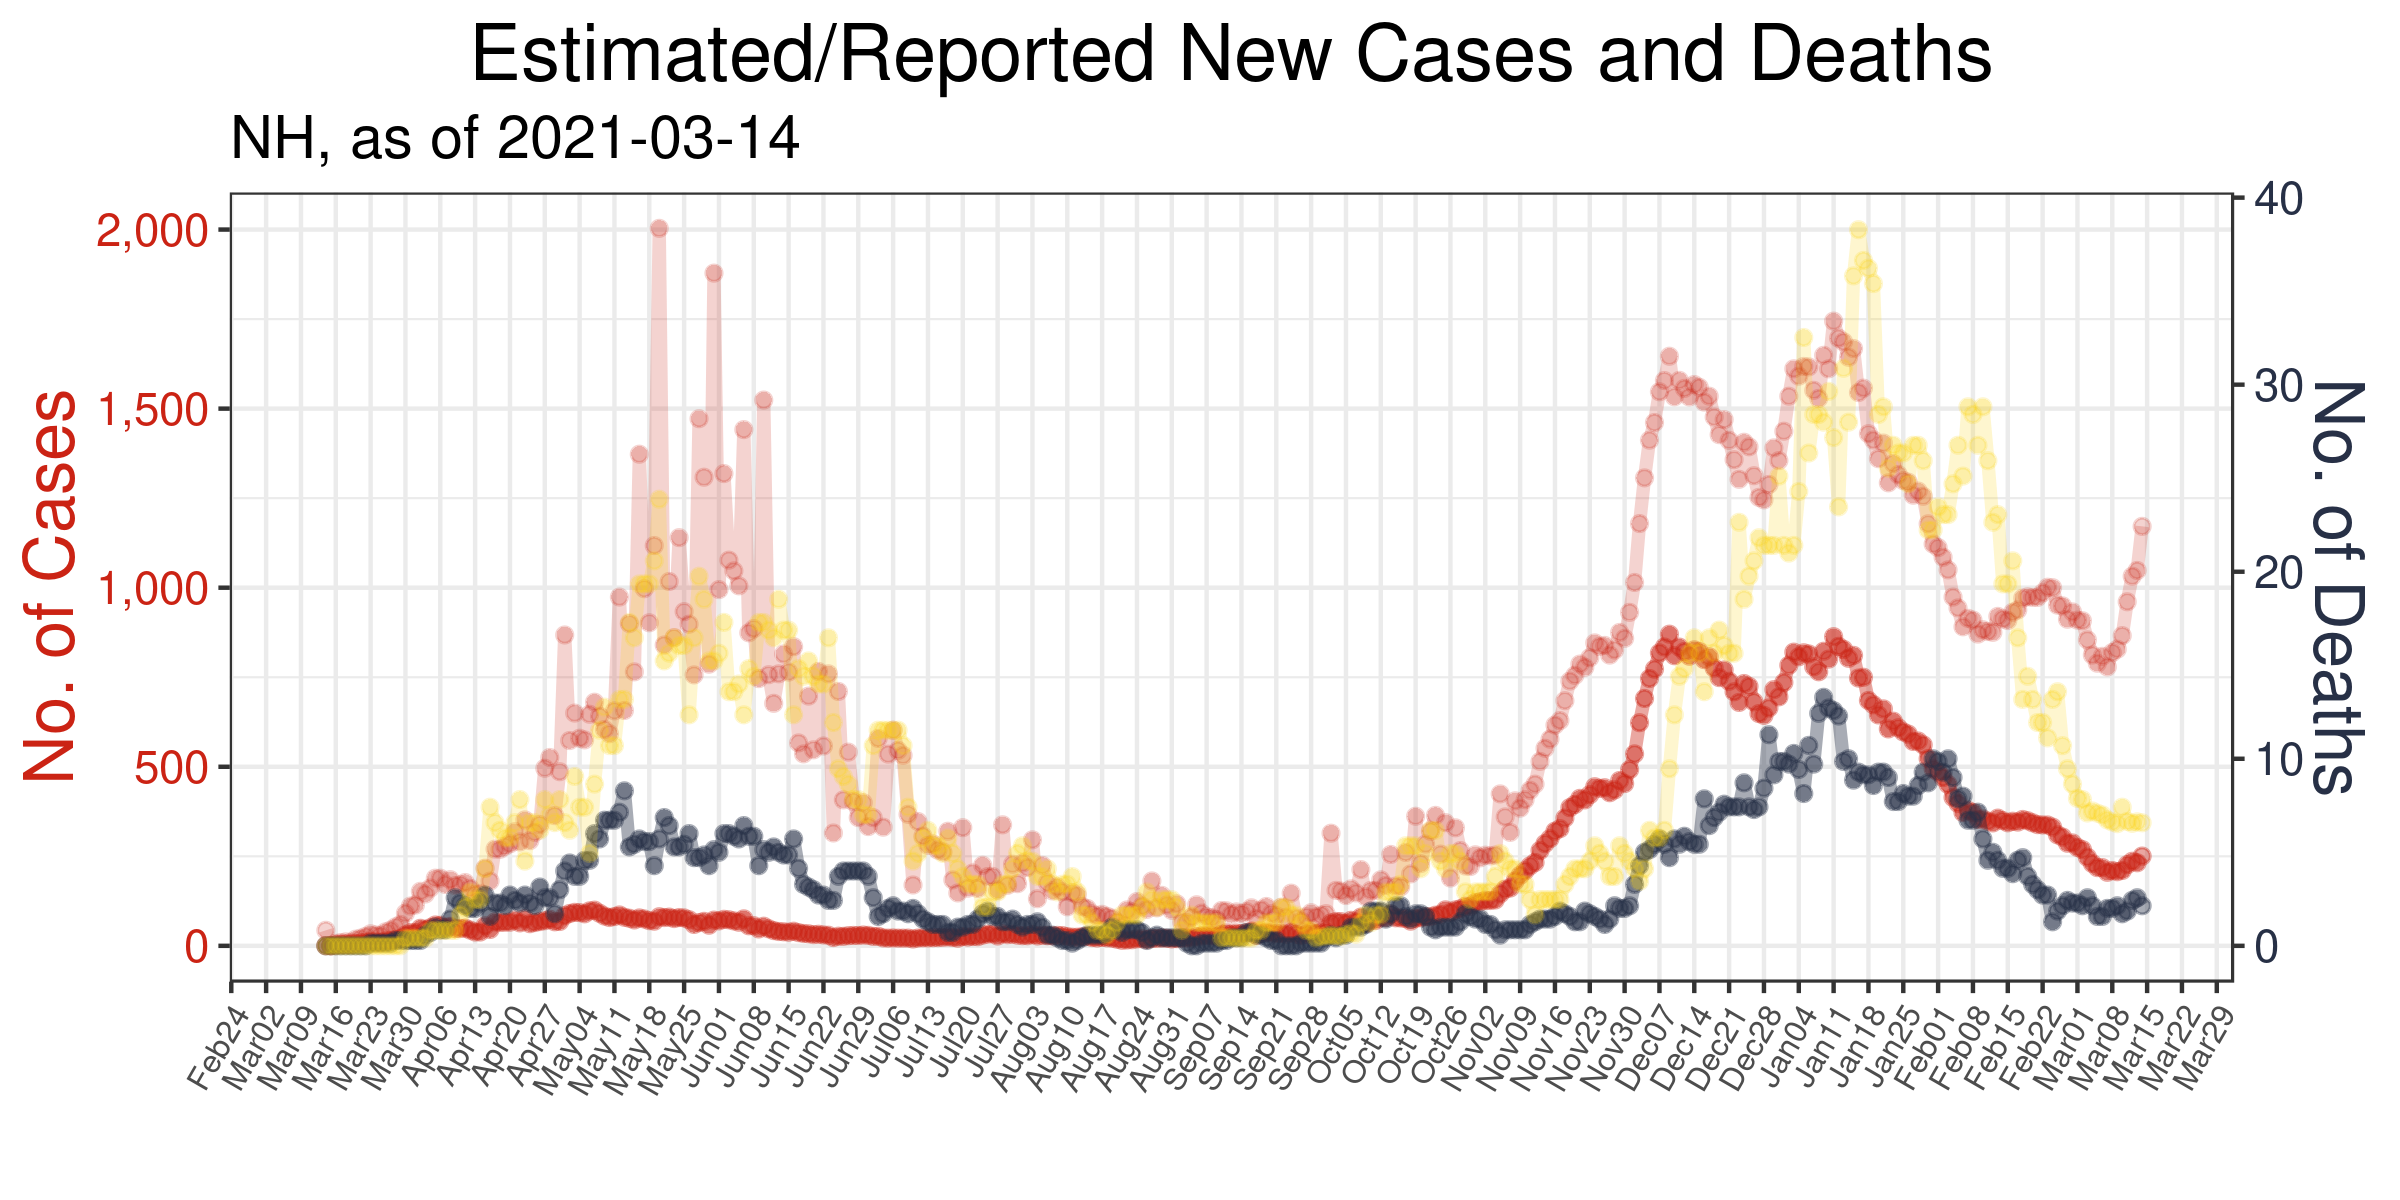 Estimated/Reported New Cases and Deaths
NH, as of 2021-03-14
No. of Cases
2,000
1,500
1,000
500
0
40
30
20
10
0
No. of Deaths
Feb24
Mar02
Mar09
Mar16
Mar23
Mar30
Apr06
Apr13
Apr20
Apr27
May04
May11
May18
May25
Jun01
Jun08
Jun15
Jun22
Jun29
Jul06
Jul13
Jul20
Jul27
Aug03
Aug10
Aug17
Aug24
Aug31
Sep07
Sep14
Sep21
Sep28
Oct05
Oct12
Oct19
Oct26
Nov02
Nov09
Nov16
Nov23
Nov30
Dec07
Dec14
Dec21
Dec28
Jan04
Jan11
Jan18
Jan25
Feb01
Feb08
Feb15
Feb22
Mar01
Mar08
Mar15
Mar22
Mar29